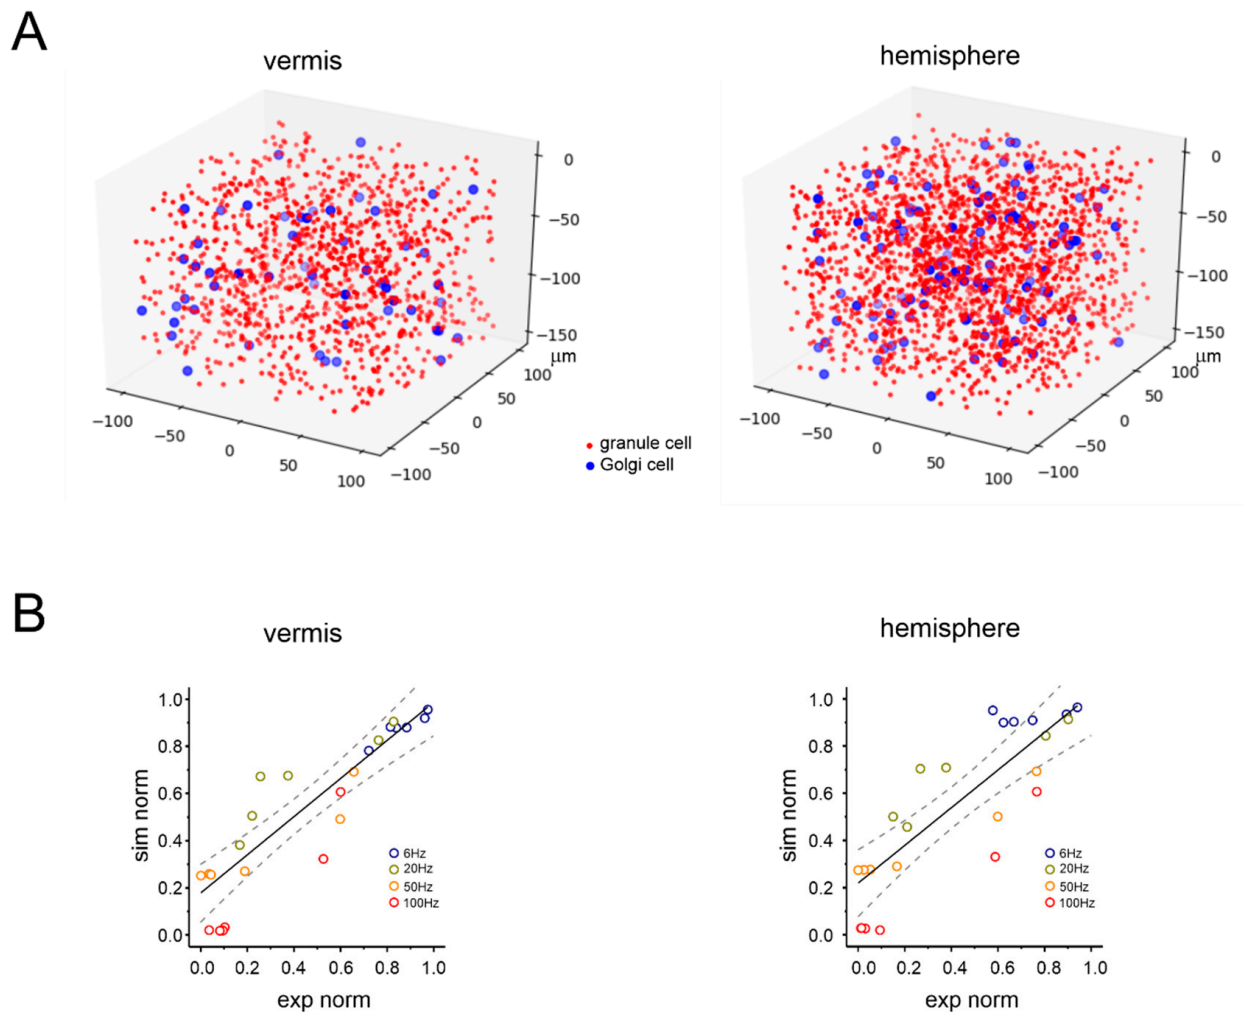 A
vermis
hemisphere
0
−50
−100
−150
μm
100
50
0
−50
−100
−100
−50
0
50
100
granule cell
Golgi cell
0
−50
−100
−150
μm
100
50
0
−50
−100
−100
−50
0
50
100
B
vermis
hemisphere
sim norm
1.0
0.8
0.6
0.4
0.2
0.0
6Hz
20Hz
50Hz
100Hz
0.0 0.2 0.4 0.6 0.8 1.0
exp norm
sim norm
1.0
0.8
0.6
0.4
0.2
0.0
6Hz
20Hz
50Hz
100Hz
0.0 0.2 0.4 0.6 0.8 1.0
exp norm